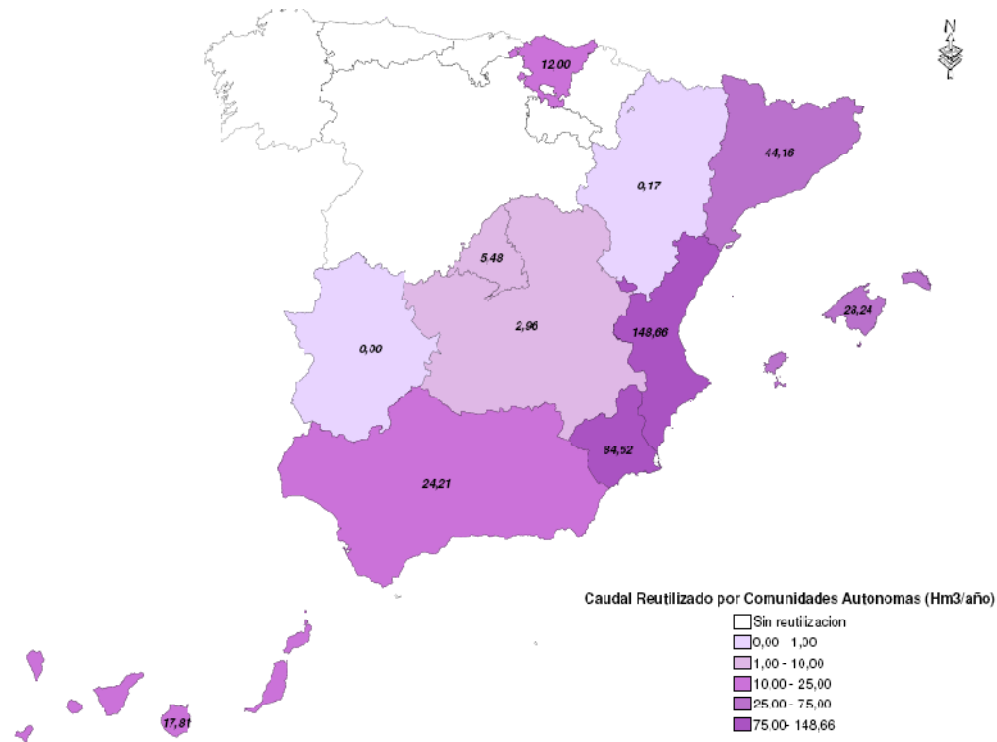 N
12,00
44,16
0,17
5,48
28,24
2,96
148,66
0,00
84,52
24,21
Caudal Reutilizado por Comunidades Autonomas (Hm3/año)
Sin reutilizacion
0,00 - 1,00
1,00 - 10,00
10,00 - 25,00
25,00 - 75,00
75,00- 148,66
17,81